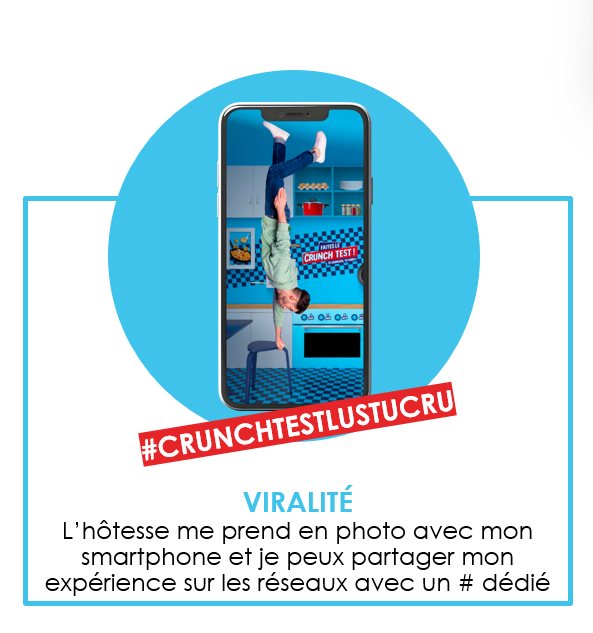 FAITES LE
CRUNCH TEST !
#CRUNCHTESTLUSTUCRU
VIRALITÉ
L’hôtesse me prend en photo avec mon
smartphone et je peux partager mon
expérience sur les réseaux avec un # dédié